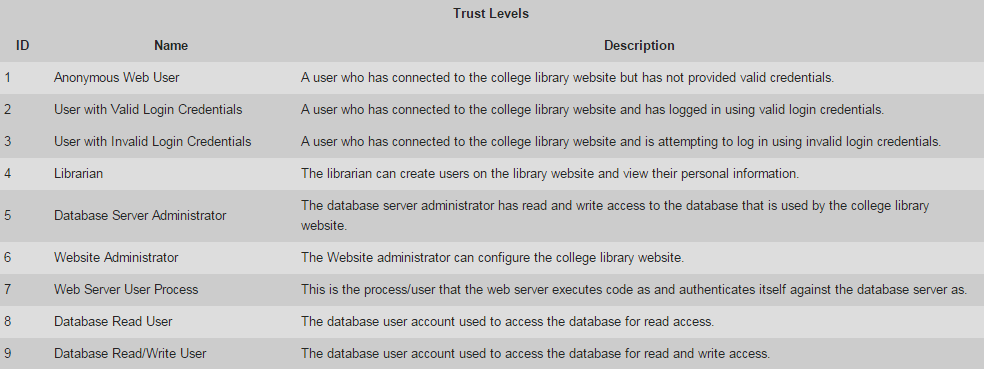 Trust Levels
ID Name Description
1 Anonymous Web User A user who has connected to the college library website but has not provided valid credentials.
2 User with Valid Login Credentials A user who has connected to the college library website and has logged in using valid login credentials.
3 User with Invalid Login Credentials A user who has connected to the college library website and is attempting to log in using invalid login credentials.
4 Librarian The librarian can create users on the library website and view their personal information.
5 Database Server Administrator The database server administrator has read and write access to the database that is used by the college library
website.
6 Website Administrator The Website administrator can configure the college library website.
7 Web Server User Process This is the process/user that the web server executes code as and authenticates itself against the database server as.
8 Database Read User The database user account used to access the database for read access.
9 Database Read/Write User The database user account used to access the database for read and write access.